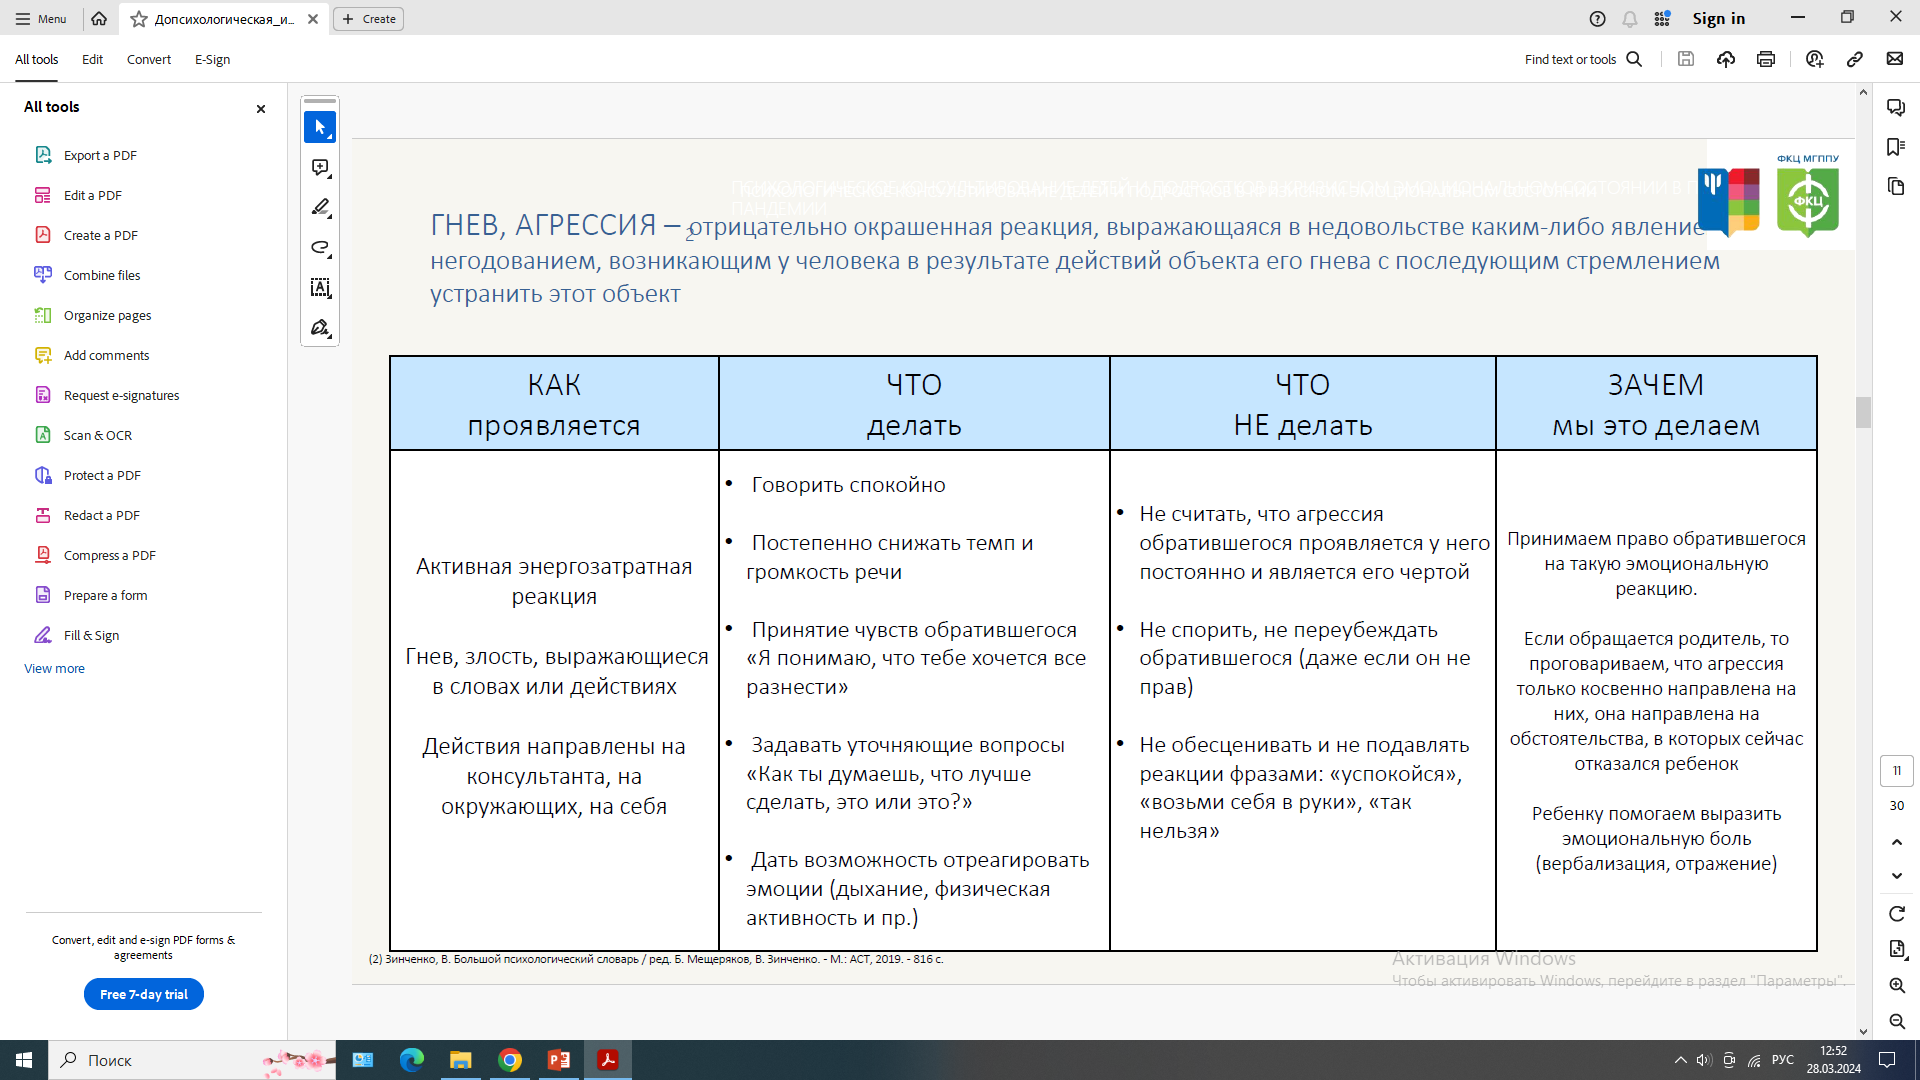 Menu
Допсихологическая_и...
Create
Sign in
All tools
Edit
Convert
E-Sign
Find text or tools
All tools
Export a PDF
Edit a PDF
Create a PDF
Combine files
Organize pages
Add comments
Request e-signatures
Scan & OCR
Protect a PDF
Redact a PDF
Compress a PDF
Prepare a form
Fill & Sign
View more
Convert, edit and e-sign PDF forms &
agreements
Free 7-day trial
ФКЦ МГППУ
ФКЦ
ПАНДЕМИИ
ГНЕВ, АГРЕССИЯ – 2 отрицательно окрашенная реакция, выражающаяся в недовольстве каким-либо явление
негодованием, возникающим у человека в результате действий объекта его гнева с последующим стремлением
устранить этот объект
КАК
проявляется
ЧТО
делать
ЧТО
НЕ делать
ЗАЧЕМ
мы это делаем
Активная энергозатратная
реакция
Гнев, злость, выражающиеся
в словах или действиях
Действия направлены на
консультанта, на
окружающих, на себя
• Говорить спокойно
• Постепенно снижать темп и
громкость речи
• Принятие чувств обратившегося
«Я понимаю, что тебе хочется все
разнести»
• Задавать уточняющие вопросы
«Как ты думаешь, что лучше
сделать, это или это?»
• Дать возможность отреагировать
эмоции (дыхание, физическая
активность и пр.)
• Не считать, что агрессия
обратившегося проявляется у него
постоянно и является его чертой
• Не спорить, не переубеждать
обратившегося (даже если он не
прав)
• Не обесценивать и не подавлять
реакции фразами: «успокойся»,
«возьми себя в руки», «так
нельзя»
Принимаем право обратившегося
на такую эмоциональную
реакцию.
Если обращается родитель, то
проговариваем, что агрессия
только косвенно направлена на
них, она направлена на
обстоятельства, в которых сейчас
отказался ребенок
Ребенку помогаем выразить
эмоциональную боль
(вербализация, отражение)
(2) Зинченко, В. Большой психологический словарь / ред. Б. Мещеряков, В. Зинченко. - М.: АСТ, 2019. - 816 с.
Активация Windows
Чтобы активировать Windows, перейдите в раздел "Параметры".
11
30
Поиск
РУС
12:52
28.03.2024